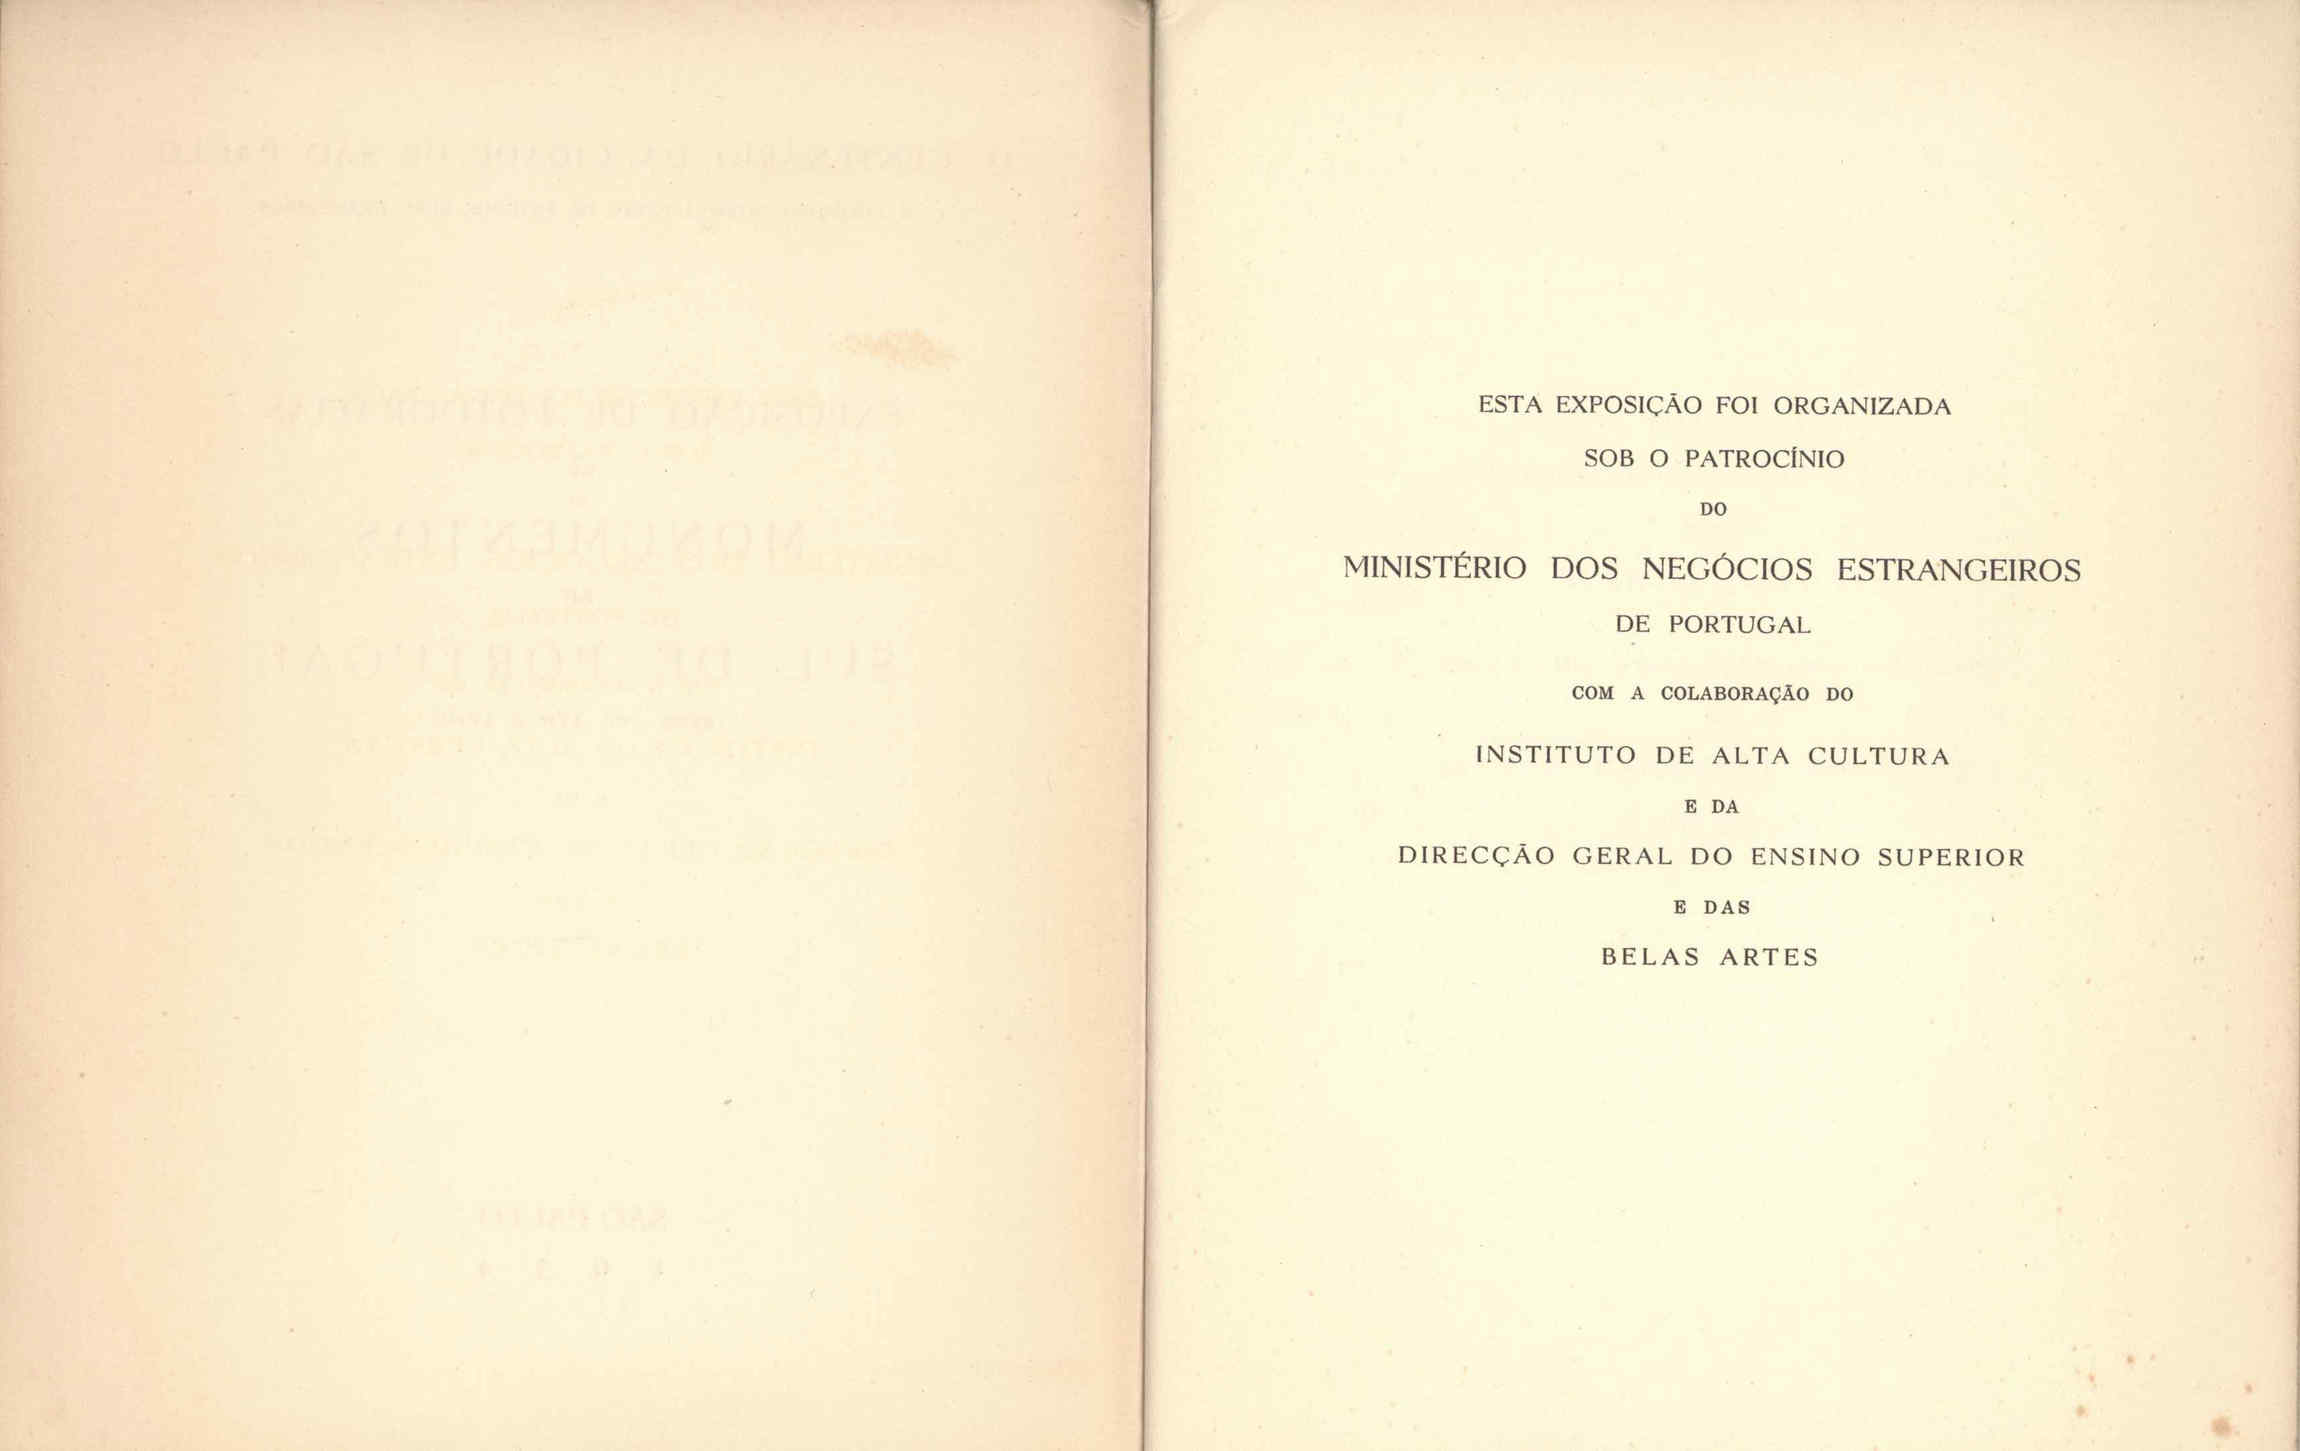 ESTA EXPOSIÇÃO FOI ORGANIZADA
SOB O PATROCÍNIO
DO
MINISTÉRIO DOS NEGÓCIOS ESTRANGEIROS
DE PORTUGAL
COM A COLABORAÇÃO DO
INSTITUTO DE ALTA CULTURA
E DA
DIRECÇÃO GERAL DO ENSINO SUPERIOR
E DAS
BELAS ARTES